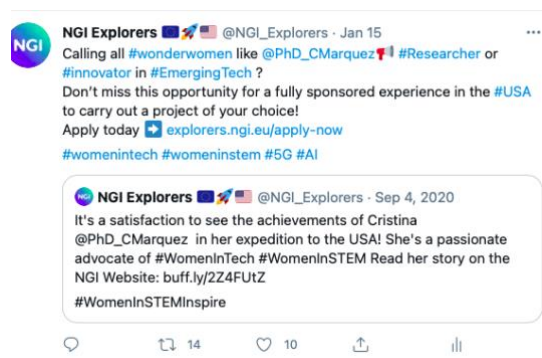 NGI
NGI Explorers 🇪🇺🚀🇺🇸 @NGI_Explorers · Jan 15
Calling all #wonderwomen like @PhD_CMarquez📢 #Researcher or
#innovator in #EmergingTech ?
Don't miss this opportunity for a fully sponsored experience in the #USA
to carry out a project of your choice!
Apply today ➡️ explorers.ngi.eu/apply-now
#womenintech #womeninstem #5G #AI
NGI Explorers 🇪🇺🚀🇺🇸 @NGI_Explorers · Sep 4, 2020
It's a satisfaction to see the achievements of Cristina
@PhD_CMarquez in her expedition to the USA! She's a passionate
advocate of #WomenInTech #WomenInSTEM Read her story on the
NGI Website: buff.ly/2Z4FUtZ
#WomenInSTEMInspire
14 10